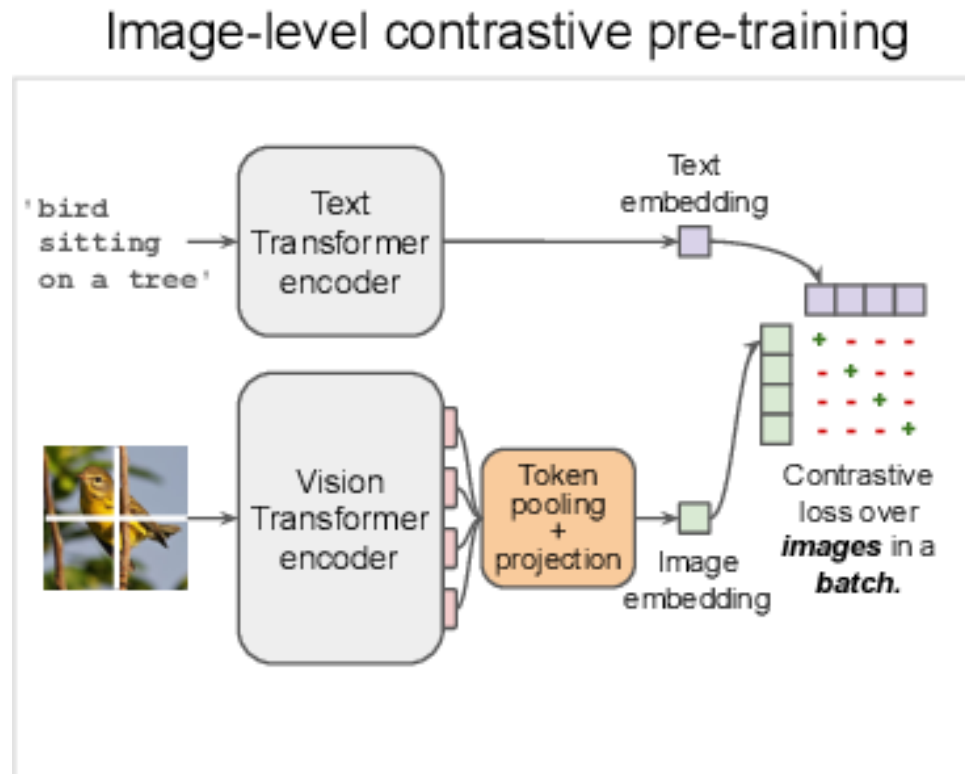 Image-level contrastive pre-training
'bird
sitting
on a tree'
Text
Transformer
encoder
Text
embedding
Vision
Transformer
encoder
Token
pooling
+
projection
Image
embedding
+ - - -
- + - -
- - + -
- - - +
Contrastive
loss over
images in a
batch.